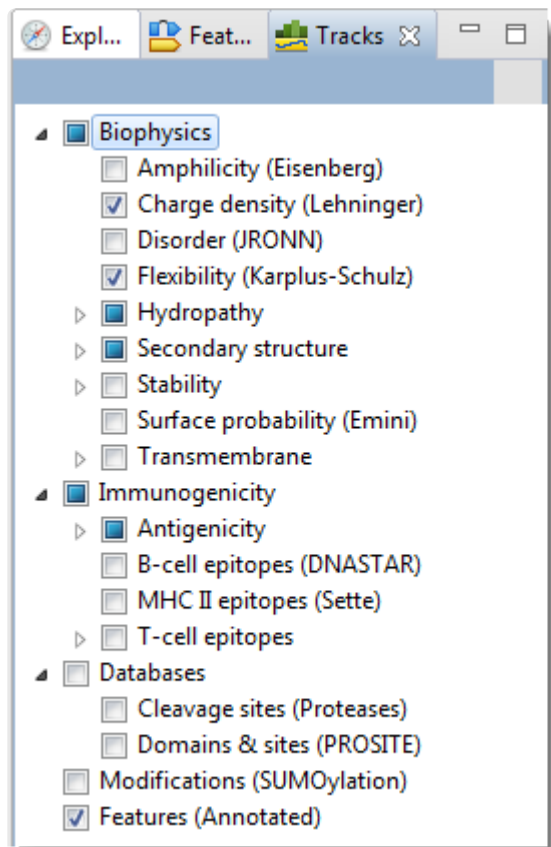 Expl... Feat... Tracks
Biophysics
Amphilicity (Eisenberg)
Charge density (Lehninger)
Disorder (JRONN)
Flexibility (Karplus-Schulz)
Hydropathy
Secondary structure
Stability
Surface probability (Emini)
Transmembrane
Immunogenicity
Antigenicity
B-cell epitopes (DNASTAR)
MHC II epitopes (Sette)
T-cell epitopes
Databases
Cleavage sites (Proteases)
Domains & sites (PROSITE)
Modifications (SUMOylation)
Features (Annotated)